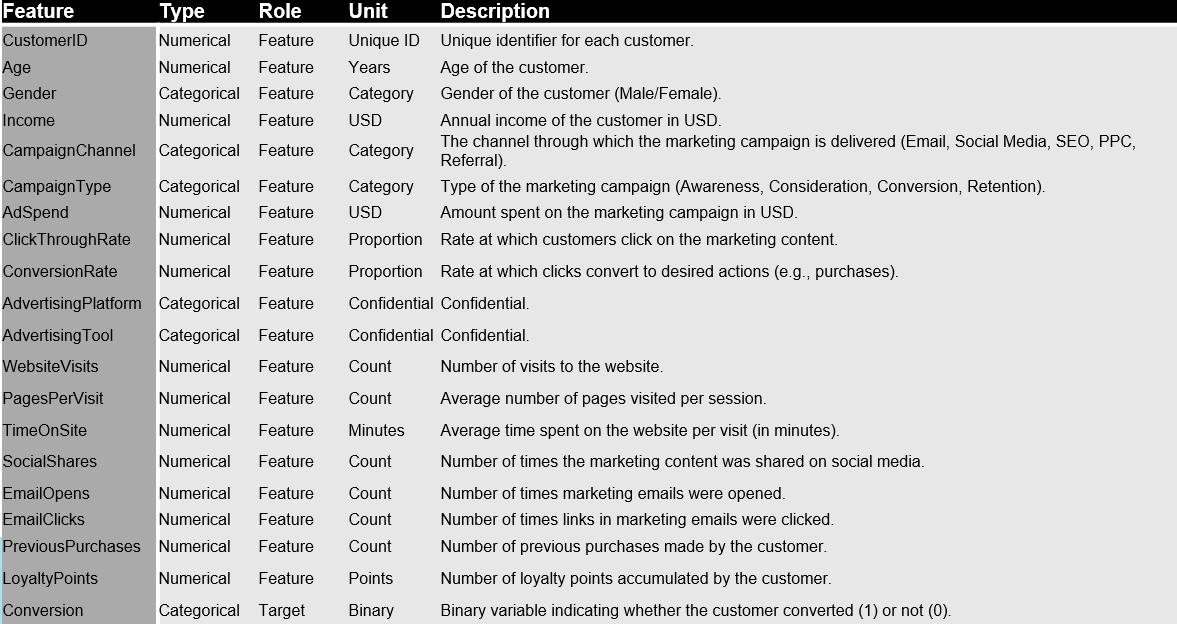 Feature Type Role Unit Description
CustomerID Numerical Feature Unique ID Unique identifier for each customer.
Age Numerical Feature Years Age of the customer.
Gender Categorical Feature Category Gender of the customer (Male/Female).
Income Numerical Feature USD Annual income of the customer in USD.
CampaignChannel Categorical Feature Category The channel through which the marketing campaign is delivered (Email, Social Media, SEO, PPC,
Referral).
CampaignType Categorical Feature Category Type of the marketing campaign (Awareness, Consideration, Conversion, Retention).
AdSpend Numerical Feature USD Amount spent on the marketing campaign in USD.
ClickThroughRate Numerical Feature Proportion Rate at which customers click on the marketing content.
ConversionRate Numerical Feature Proportion Rate at which clicks convert to desired actions (e.g., purchases).
AdvertisingPlatform Categorical Feature Confidential Confidential.
AdvertisingTool Categorical Feature Confidential Confidential.
WebsiteVisits Numerical Feature Count Number of visits to the website.
PagesPerVisit Numerical Feature Count Average number of pages visited per session.
TimeOnSite Numerical Feature Minutes Average time spent on the website per visit (in minutes).
SocialShares Numerical Feature Count Number of times the marketing content was shared on social media.
EmailOpens Numerical Feature Count Number of times marketing emails were opened.
EmailClicks Numerical Feature Count Number of times links in marketing emails were clicked.
PreviousPurchases Numerical Feature Count Number of previous purchases made by the customer.
LoyaltyPoints Numerical Feature Points Number of loyalty points accumulated by the customer.
Conversion Categorical Target Binary Binary variable indicating whether the customer converted (1) or not (0).